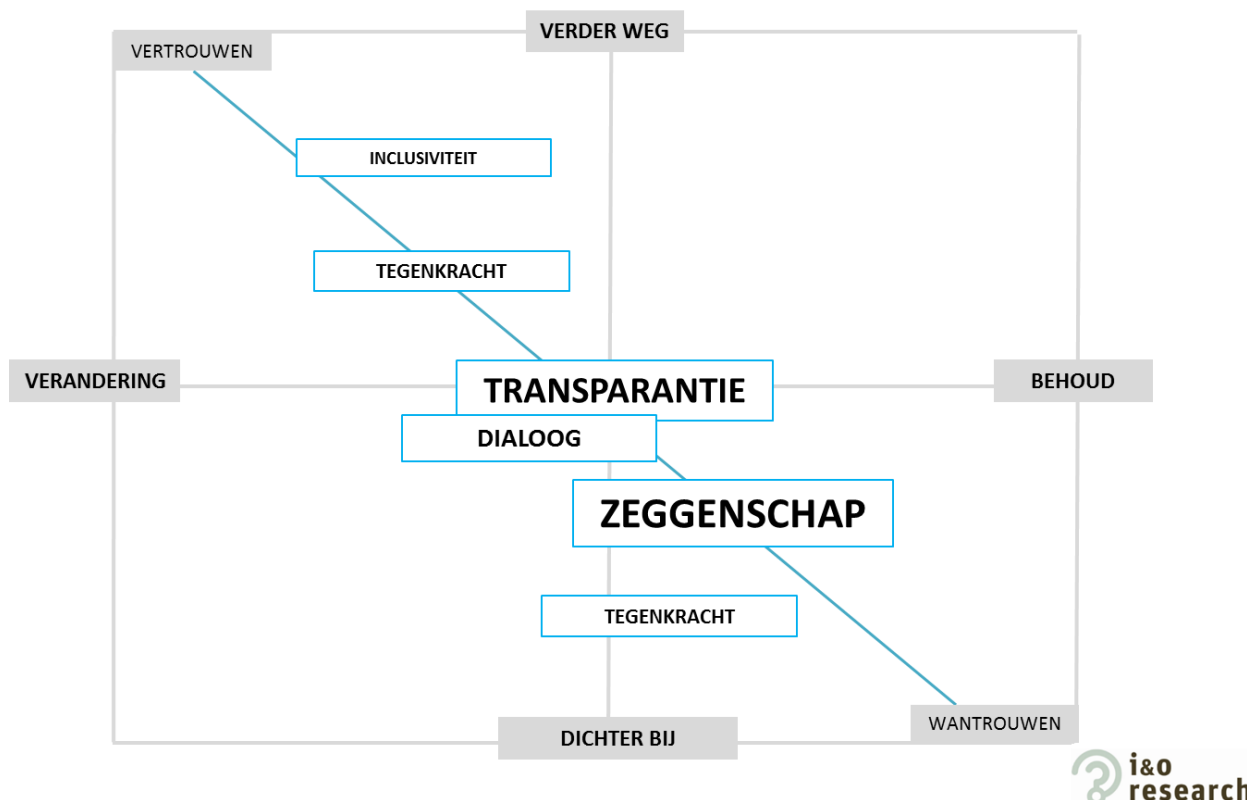 VERDER WEG
VERTROUWEN
INCLUSIVITEIT
TEGENKRACHT
VERANDERING
TRANSPARANTIE
BEHOUD
DIALOOG
ZEGGENSCHAP
TEGENKRACHT
DICHTER BIJ
WANTROUWEN
i&o
research